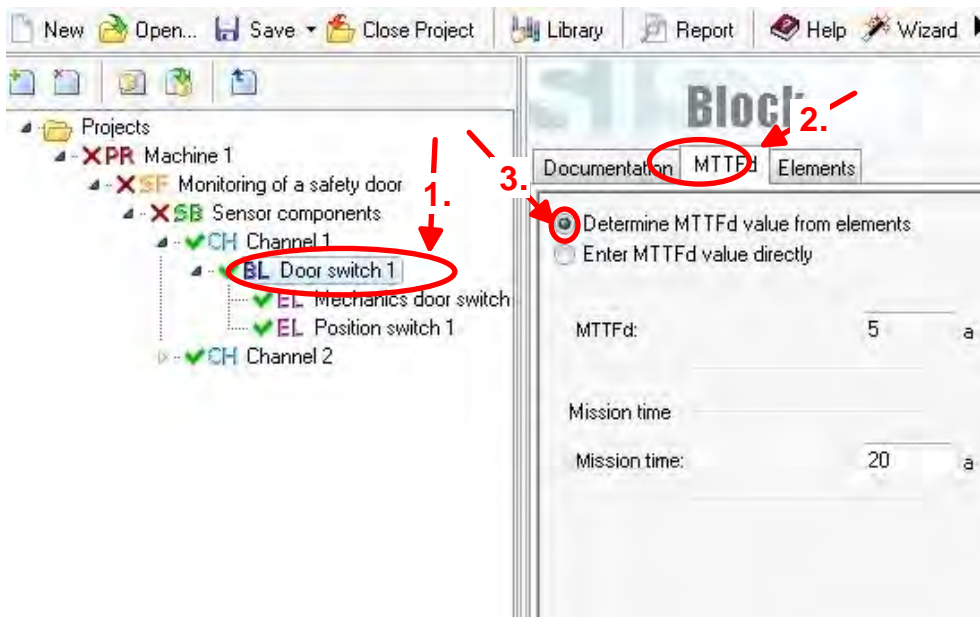 New Open... Save Close Project Library Report Help Wizard
Projects
PR Machine 1
SF Monitoring of a safety door
SB Sensor components
CH Channel 1
BL Door switch 1
EL Mechanics door switch
EL Position switch 1
CH Channel 2
1.
2.
3.
Block
Documentation MTTFd Elements
Determine MTTFd value from elements
Enter MTTFd value directly
MTTFd: 5 a
Mission time
Mission time: 20 a